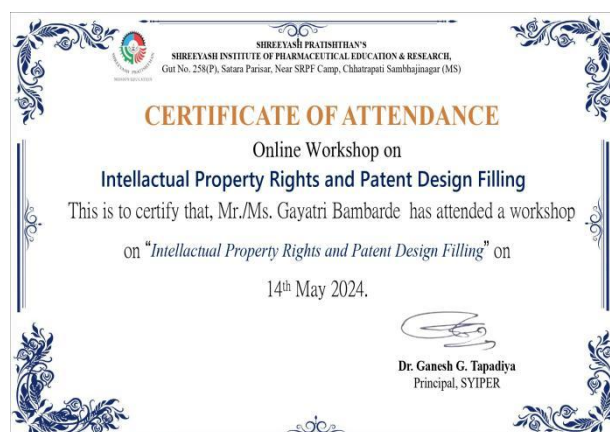 SHREEYASH PRATISHTHAN'S
SHREEYASH INSTITUTE OF PHARMACEUTICAL EDUCATION & RESEARCH,
Gut No. 258(P), Satara Parisar, Near SRPF Camp, Chhatrapati Sambhajinagar (MS)
CERTIFICATE OF ATTENDANCE
Online Workshop on
Intellactual Property Rights and Patent Design Filling
This is to certify that, Mr./Ms. Gayatri Bambarde has attended a workshop
on "Intellactual Property Rights and Patent Design Filling" on
14th May 2024.
Dr. Ganesh G. Tapadiya
Principal, SYIPER